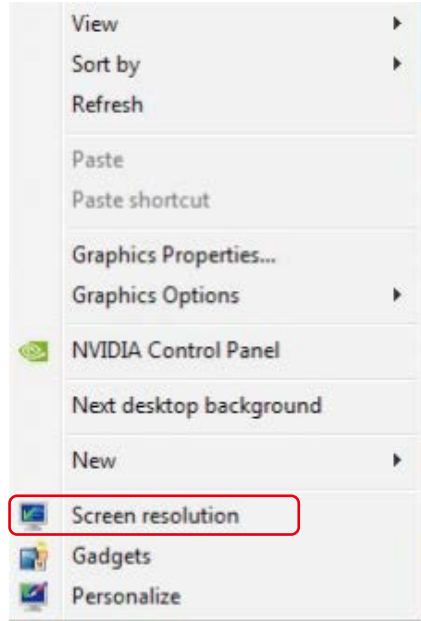 View
Sort by
Refresh
Paste
Paste shortcut
Graphics Properties...
Graphics Options
NVIDIA Control Panel
Next desktop background
New
Screen resolution
Gadgets
Personalize